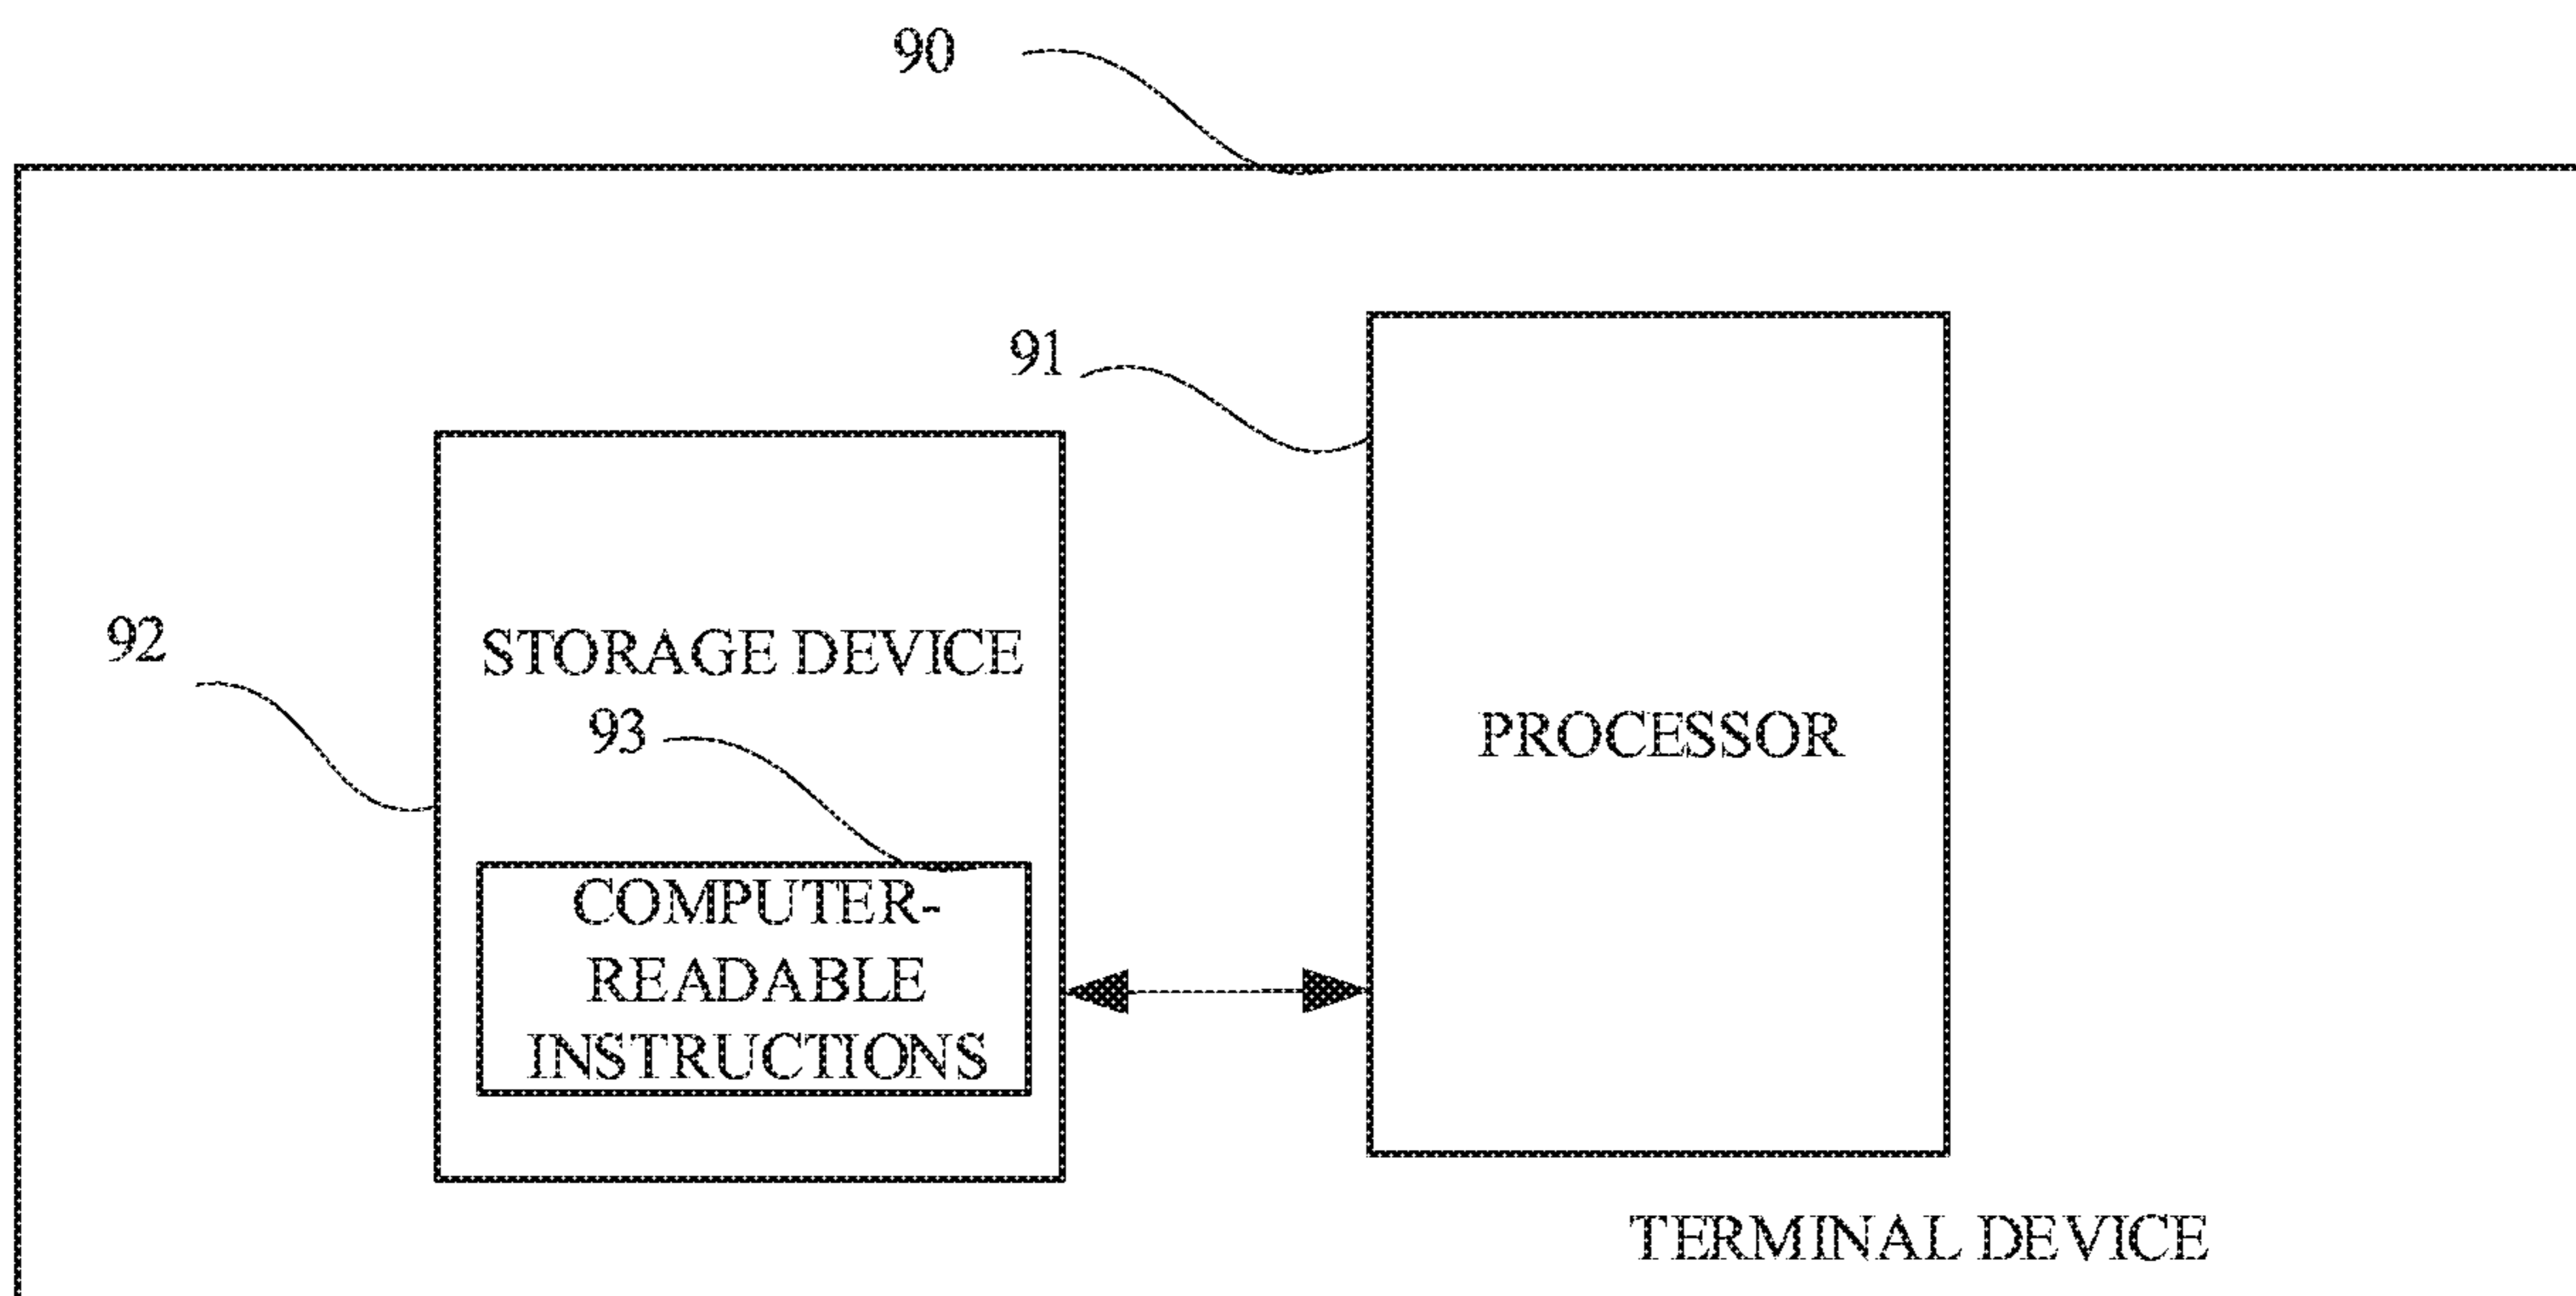 90
91
92
STORAGE DEVICE
93
PROCESSOR
COMPUTER-
READABLE
INSTRUCTIONS
TERMINAL DEVICE